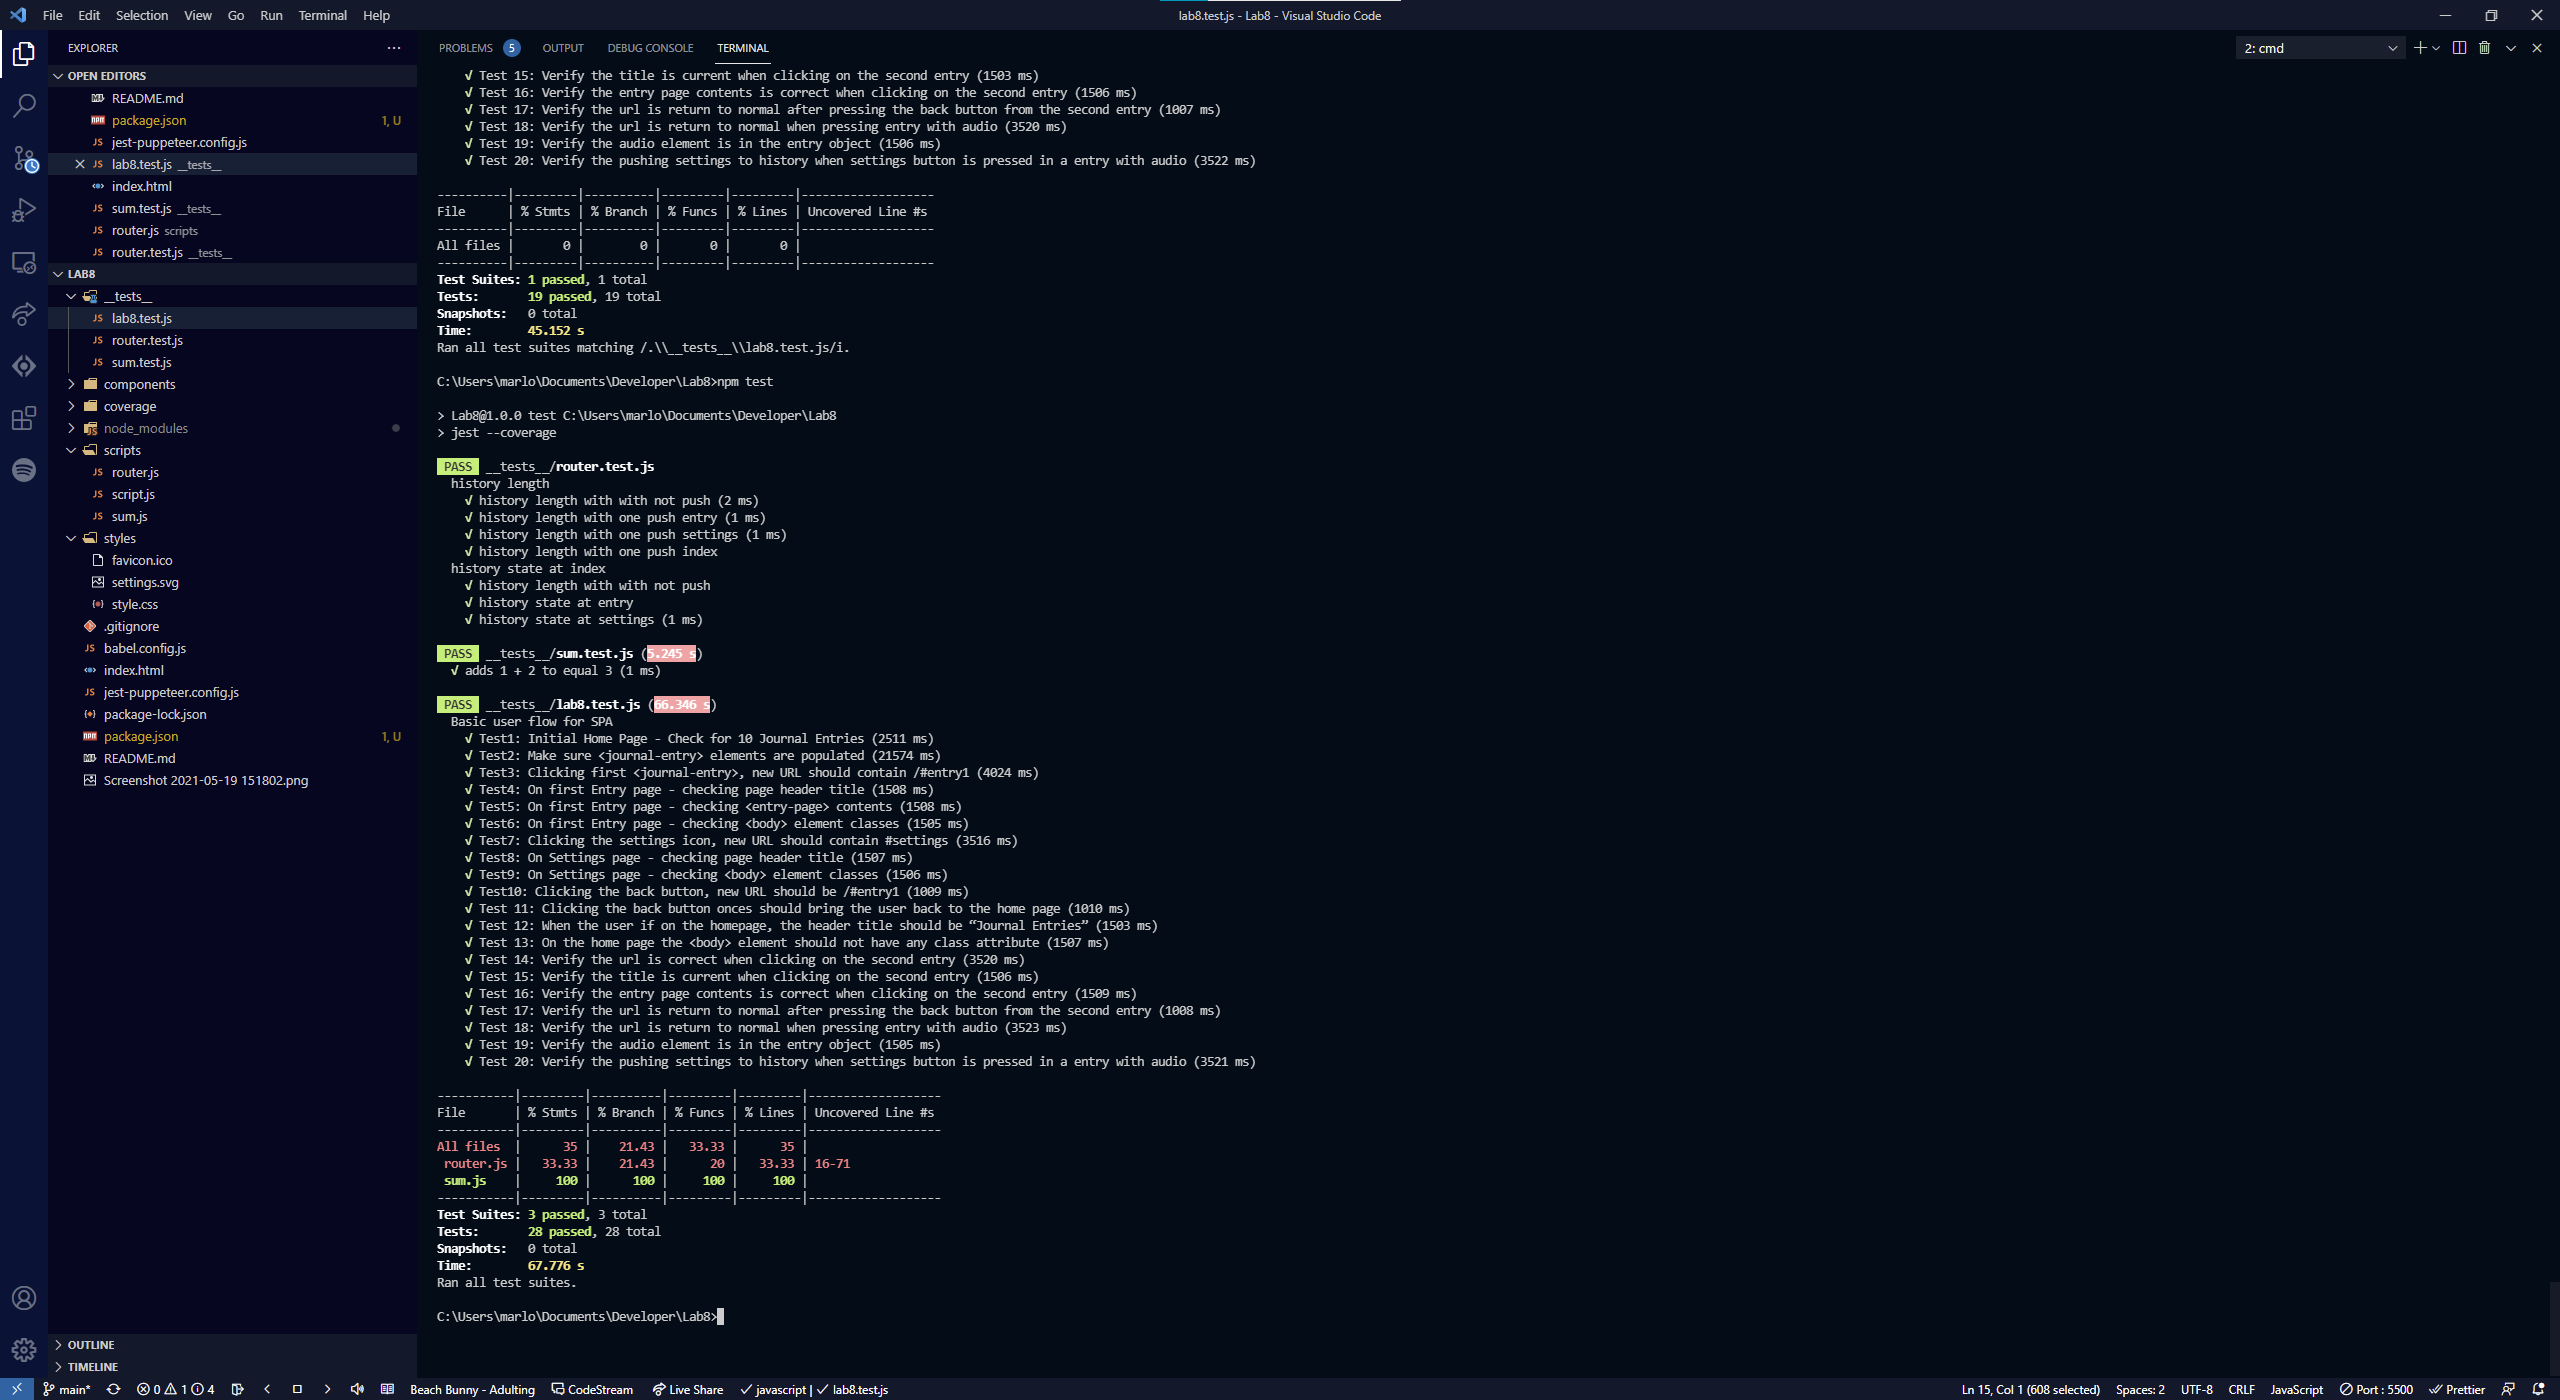 File Edit Selection View Go Run Terminal Help
lab8.test.js - Lab8 - Visual Studio Code
EXPLORER
OPEN EDITORS
README.md
package.json 1, U
jest-puppeteer.config.js
lab8.test.js __tests__
index.html
sum.test.js __tests__
router.js scripts
router.test.js __tests__
LAB8
__tests__
lab8.test.js
router.test.js
sum.test.js
components
coverage
node_modules
scripts
router.js
script.js
sum.js
styles
favicon.ico
settings.svg
style.css
.gitignore
babel.config.js
index.html
jest-puppeteer.config.js
package-lock.json
package.json 1, U
README.md
Screenshot 2021-05-19 151802.png
OUTLINE
TIMELINE
PROBLEMS 5 OUTPUT DEBUG CONSOLE TERMINAL
2: cmd
√ Test 15: Verify the title is current when clicking on the second entry (1503 ms)
√ Test 16: Verify the entry page contents is correct when clicking on the second entry (1506 ms)
√ Test 17: Verify the url is return to normal after pressing the back button from the second entry (1007 ms)
√ Test 18: Verify the url is return to normal when pressing entry with audio (3520 ms)
√ Test 19: Verify the audio element is in the entry object (1506 ms)
√ Test 20: Verify the pushing settings to history when settings button is pressed in a entry with audio (3522 ms)
----------|---------|----------|---------|---------|-------------------
File      | % Stmts | % Branch | % Funcs | % Lines | Uncovered Line #s
----------|---------|----------|---------|---------|-------------------
All files |       0 |        0 |       0 |       0 |
----------|---------|----------|---------|---------|-------------------
Test Suites: 1 passed, 1 total
Tests:       19 passed, 19 total
Snapshots:   0 total
Time:        45.152 s
Ran all test suites matching /.\\__tests__\\lab8.test.js/i.
C:\Users\marlo\Documents\Developer\Lab8>npm test
> Lab8@1.0.0 test C:\Users\marlo\Documents\Developer\Lab8
> jest --coverage
PASS __tests__/router.test.js
history length
√ history length with with not push (2 ms)
√ history length with one push entry (1 ms)
√ history length with one push settings (1 ms)
√ history length with one push index
history state at index
√ history length with with not push
√ history state at entry
√ history state at settings (1 ms)
PASS __tests__/sum.test.js (5.245 s)
√ adds 1 + 2 to equal 3 (1 ms)
PASS __tests__/lab8.test.js (66.346 s)
Basic user flow for SPA
√ Test1: Initial Home Page - Check for 10 Journal Entries (2511 ms)
√ Test2: Make sure <journal-entry> elements are populated (21574 ms)
√ Test3: Clicking first <journal-entry>, new URL should contain /#entry1 (4024 ms)
√ Test4: On first Entry page - checking page header title (1508 ms)
√ Test5: On first Entry page - checking <entry-page> contents (1508 ms)
√ Test6: On first Entry page - checking <body> element classes (1505 ms)
√ Test7: Clicking the settings icon, new URL should contain #settings (3516 ms)
√ Test8: On Settings page - checking page header title (1507 ms)
√ Test9: On Settings page - checking <body> element classes (1506 ms)
√ Test10: Clicking the back button, new URL should be /#entry1 (1009 ms)
√ Test 11: Clicking the back button onces should bring the user back to the home page (1010 ms)
√ Test 12: When the user if on the homepage, the header title should be “Journal Entries” (1503 ms)
√ Test 13: On the home page the <body> element should not have any class attribute (1507 ms)
√ Test 14: Verify the url is correct when clicking on the second entry (3520 ms)
√ Test 15: Verify the title is current when clicking on the second entry (1506 ms)
√ Test 16: Verify the entry page contents is correct when clicking on the second entry (1509 ms)
√ Test 17: Verify the url is return to normal after pressing the back button from the second entry (1008 ms)
√ Test 18: Verify the url is return to normal when pressing entry with audio (3523 ms)
√ Test 19: Verify the audio element is in the entry object (1505 ms)
√ Test 20: Verify the pushing settings to history when settings button is pressed in a entry with audio (3521 ms)
-----------|---------|----------|---------|---------|-------------------
File       | % Stmts | % Branch | % Funcs | % Lines | Uncovered Line #s
-----------|---------|----------|---------|---------|-------------------
All files  |      35 |    21.43 |   33.33 |      35 |
router.js |   33.33 |    21.43 |      20 |   33.33 | 16-71
sum.js    |     100 |      100 |     100 |     100 |
-----------|---------|----------|---------|---------|-------------------
Test Suites: 3 passed, 3 total
Tests:       28 passed, 28 total
Snapshots:   0 total
Time:        67.776 s
Ran all test suites.
C:\Users\marlo\Documents\Developer\Lab8>
main* 0 1 4 Beach Bunny - Adulting CodeStream Live Share javascript | lab8.test.js
Ln 15, Col 1 (608 selected) Spaces: 2 UTF-8 CRLF JavaScript Port : 5500 Prettier